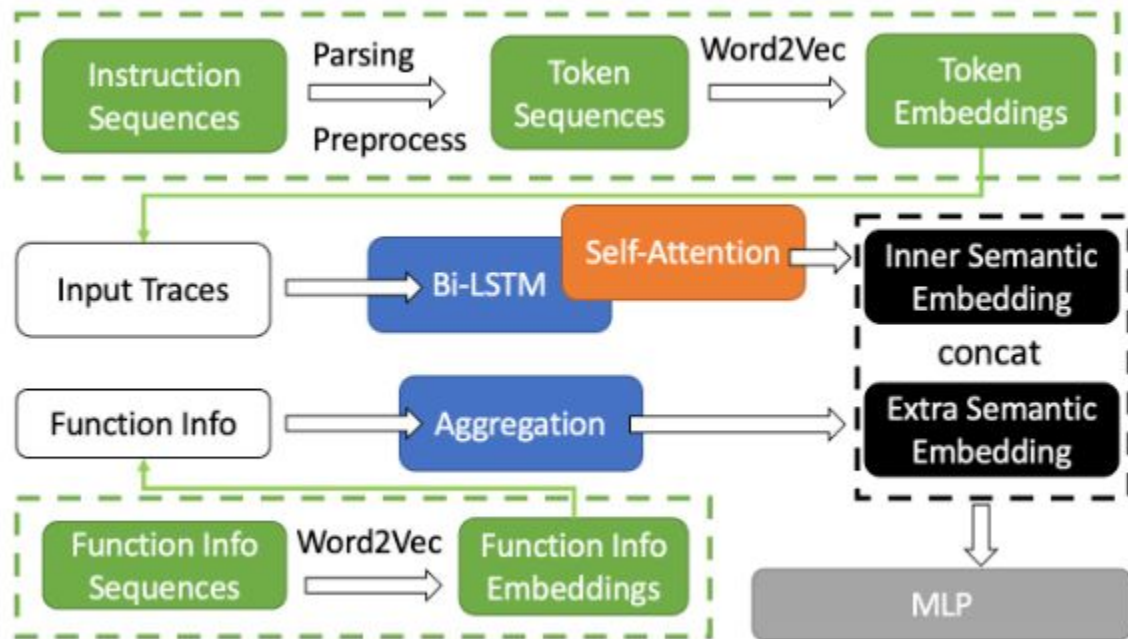 Instruction
Sequences
Parsing
Preprocess
Token
Sequences
Word2Vec
Token
Embeddings
Input Traces
Bi-LSTM
Self-Attention
Inner Semantic
Embedding
concat
Function Info
Aggregation
Extra Semantic
Embedding
Function Info
Sequences
Word2Vec
Function Info
Embeddings
MLP